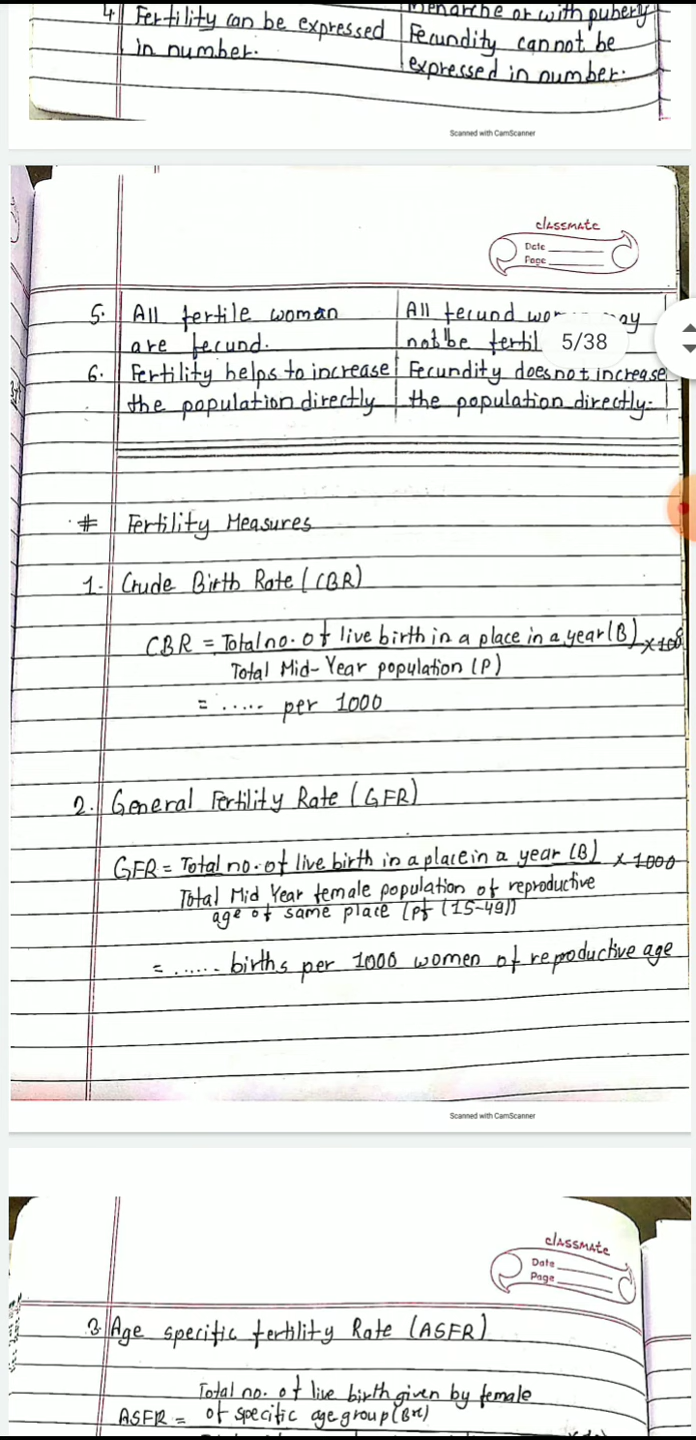 4. Fertility can be expressed
in number.
Menarche or with puberty
Fecundity cannot be
expressed in number.
Scanned with CamScanner
classmate
Date
Page
5. All fertile woman
are fecund.
All fecund may
not be
5/38
6. Fertility helps to increase
the population directly
Fecundity does not increase
the population directly.
# Fertility Measures
1. Crude Birth Rate (CBR)
CBR = Total no. of live birth in a place in a year (B) x
Total Mid-Year population (P)
= ..... per 1000
2. General Fertility Rate (GFR)
GFR = Total no. of live birth in a place in a year (B) x 1000
Total Mid Year female population of reproductive
age of same place (Pf (15-49))
= ...... births per 1000 women of reproductive age
Scanned with CamScanner
classmate
Date
Page
3. Age specific fertility Rate (ASFR)
Total no. of live birth given by female
ASFR = of specific age group (Bx)